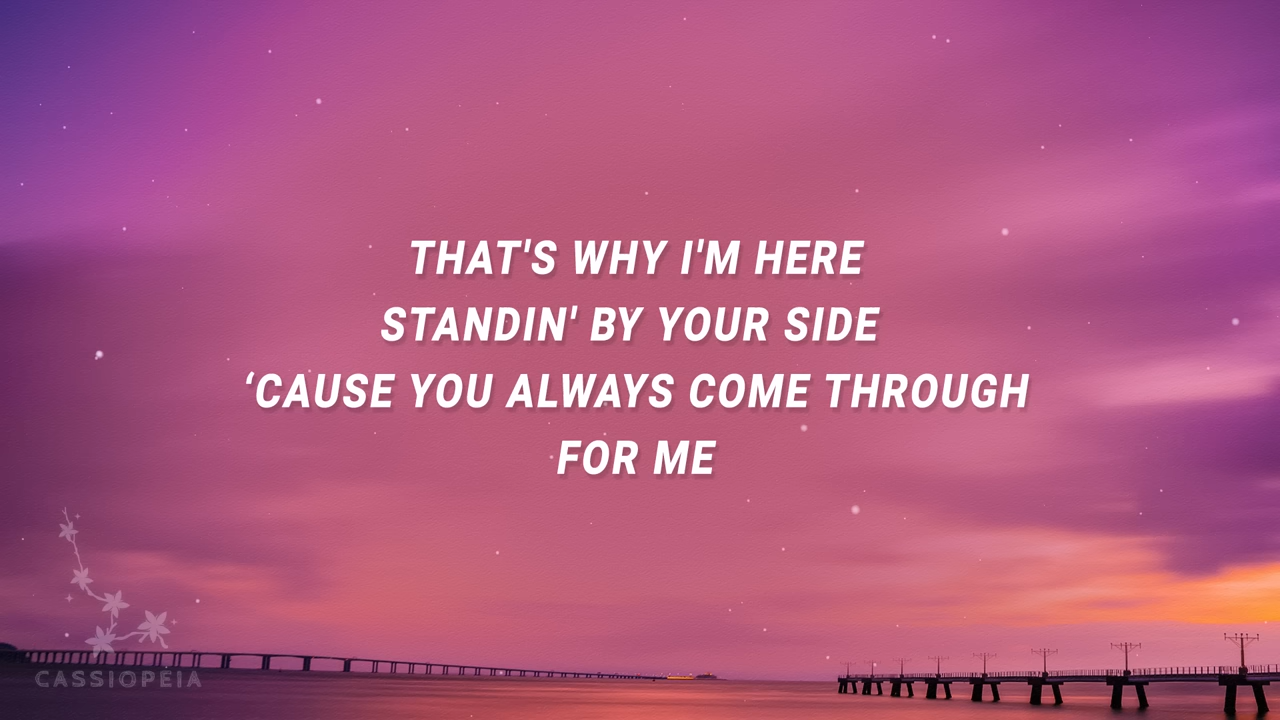 THAT'S WHY I'M HERE
STANDIN' BY YOUR SIDE
‘CAUSE YOU ALWAYS COME THROUGH
FOR ME
CASSIOPEIA